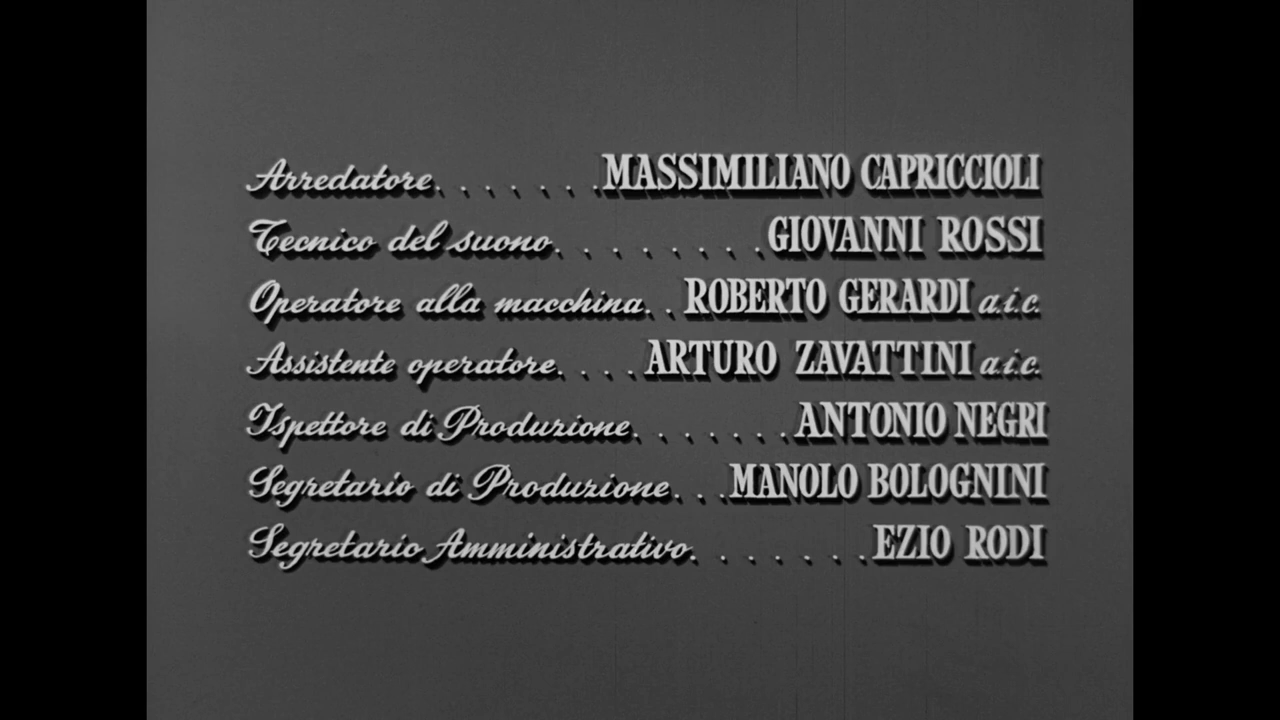 Arredatore.......MASSIMILIANO CAPRICCIOLI
Tecnico del suono........GIOVANNI ROSSI
Operatore alla macchina..ROBERTO GERARDI a.i.c.
Assistente operatore....ARTURO ZAVATTINI a.i.c.
Ispettore di Produzione.......ANTONIO NEGRI
Segretario di Produzione...MANOLO BOLOGNINI
Segretario Amministrativo.......EZIO RODI